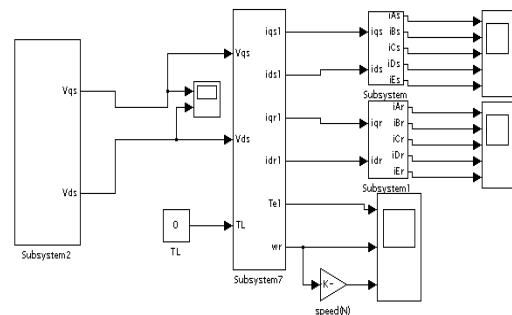 Vqs
Vds
Subsystem2
Vqs
Vds
TL
iqs1
ids1
iqr1
idr1
Te1
wr
Subsystem7
0
TL
iqs
ids
iAs
iBs
iCs
iDs
iEs
Subsystem
iqr
idr
iAr
iBr
iCr
iDr
iEr
Subsystem1
K-
speed(N)